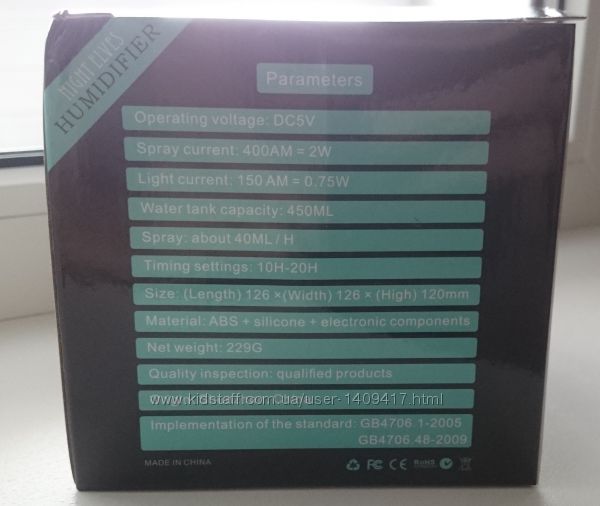 NIGHT ELVES
HUMIDIFIER
Parameters
Operating voltage: DC5V
Spray current: 400AM = 2W
Light current: 150 AM = 0.75W
Water tank capacity: 450ML
Spray: about 40ML / H
Timing settings: 10H-20H
Size: (Length) 126 ×(Width) 126 × (High) 120mm
Material: ABS + silicone + electronic components
Net weight: 229G
Quality inspection: qualified products
www.kidstaff.com.ua/user-1409417.html
Implementation of the standard: GB4706.1-2005
GB4706.48-2009
MADE IN CHINA
FC CE RoHS